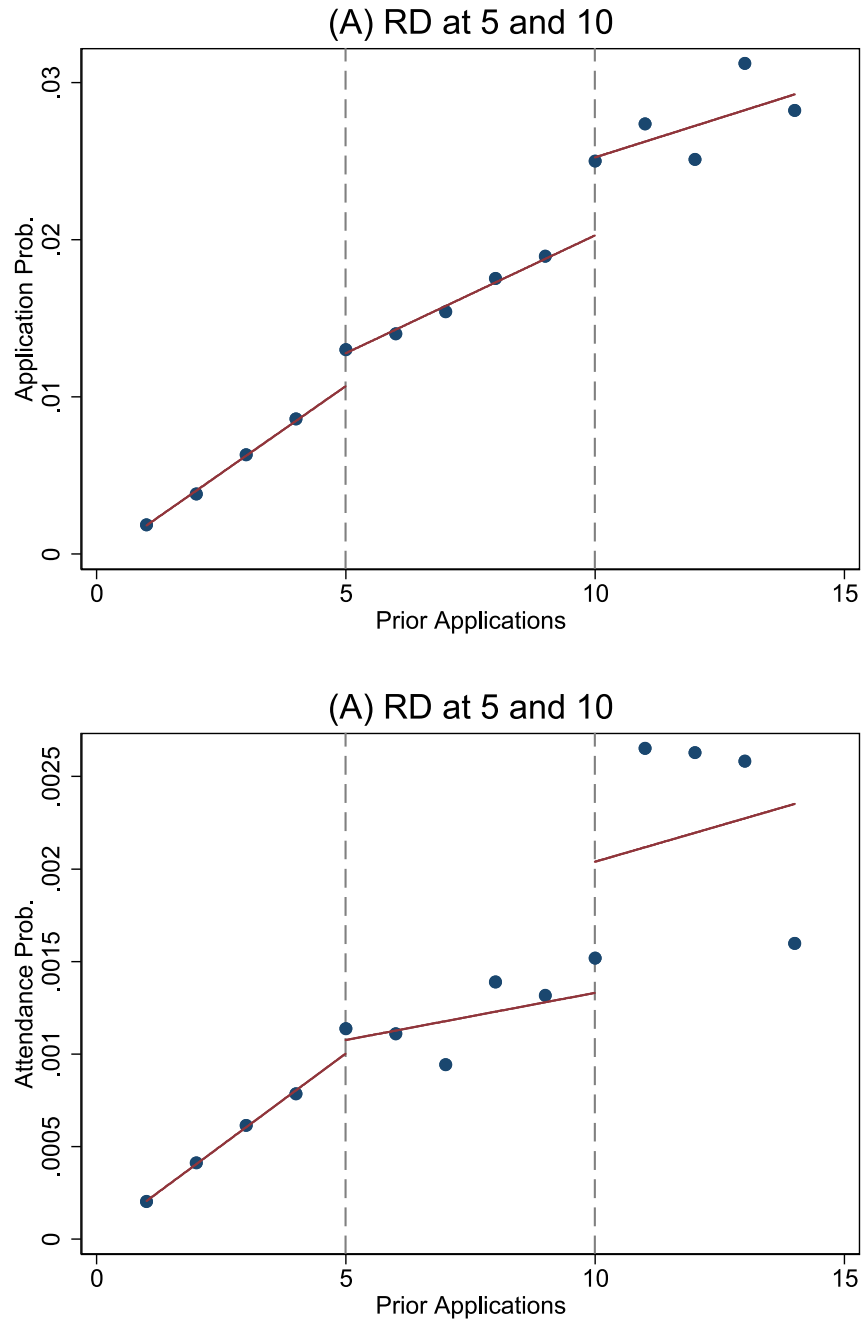 (A) RD at 5 and 10
Application Prob.
.03
.02
.01
0
0 5 10 15
Prior Applications
(A) RD at 5 and 10
Attendance Prob.
.0025
.002
.0015
.001
.0005
0
0 5 10 15
Prior Applications